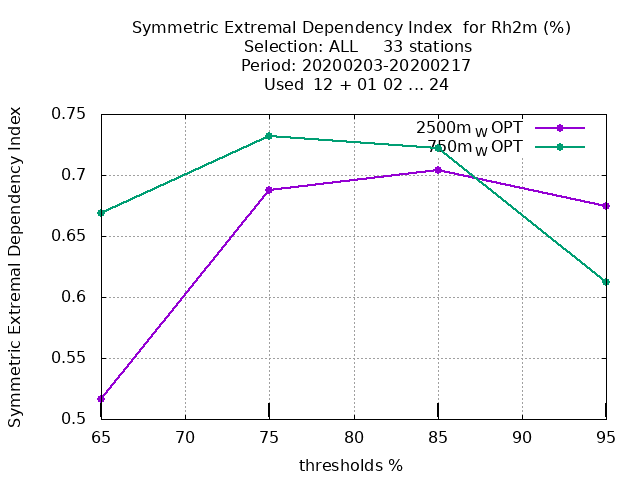 Symmetric Extremal Dependency Index for Rh2m (%)
Selection: ALL 33 stations
Period: 20200203-20200217
Used 12 + 01 02 ... 24
Symmetric Extremal Dependency Index
0.75
0.7
0.65
0.6
0.55
0.5
2500m W OPT
750m W OPT
65 70 75 80 85 90 95
thresholds %